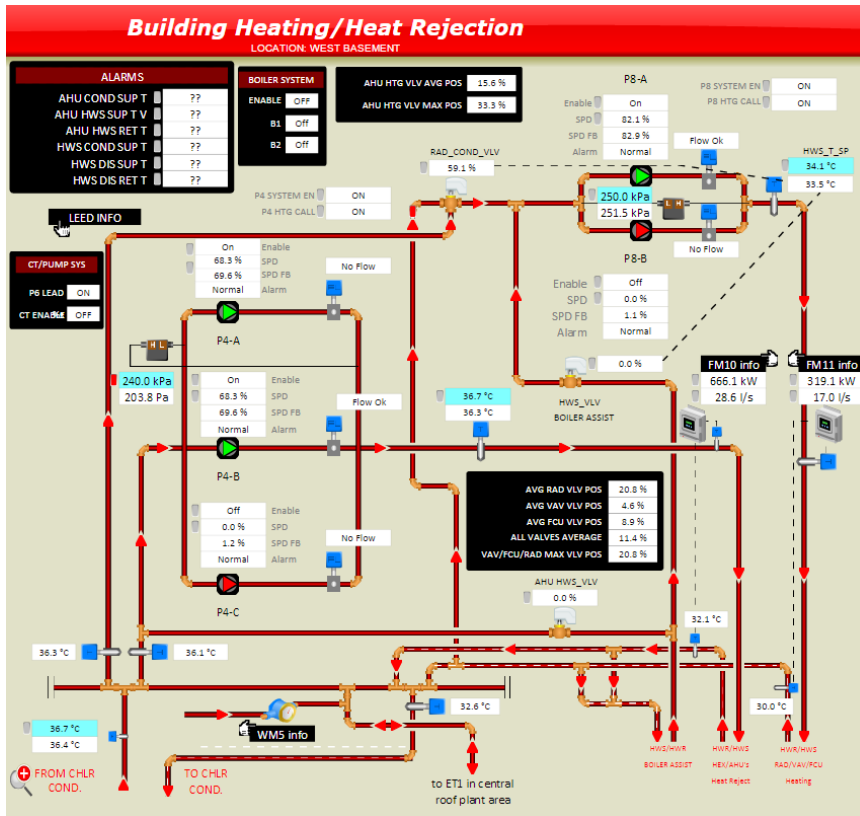 Building Heating/Heat Rejection
LOCATION: WEST BASEMENT
ALARMS
AHU COND SUP T ??
AHU HWS SUP T V ??
AHU HWS RET T ??
HWS COND SUP T ??
HWS DIS SUP T ??
HWS DIS RET T ??
BOILER SYSTEM
ENABLE OFF
B1 Off
B2 Off
AHU HTG VLV AVG POS 15.6 %
AHU HTG VLV MAX POS 33.3 %
P8-A
Enable On
SPD 82.1 %
SPD FB 82.9 %
Alarm Normal
Flow Ok
P8 SYSTEM EN ON
P8 HTG CALL ON
RAD_COND_VLV
59.1 %
HWS_T_SP
34.1 °C
33.5 °C
P4 SYSTEM EN ON
P4 HTG CALL ON
250.0 kPa
251.5 kPa
L H
LEED INFO
P8-B
No Flow
CT/PUMP SYS
P6 LEAD ON
CT ENABLE OFF
On Enable
68.3 % SPD
69.6 % SPD FB
Normal Alarm
No Flow
P4-A
Enable Off
SPD 0.0 %
SPD FB 1.1 %
Alarm Normal
H L
240.0 kPa
203.8 Pa
On Enable
68.3 % SPD
69.6 % SPD FB
Normal Alarm
Flow Ok
P4-B
0.0 %
HWS_VLV
BOILER ASSIST
36.7 °C
36.3 °C
FM10 info
666.1 kW
28.6 l/s
FM11 info
319.1 kW
17.0 l/s
AVG RAD VLV POS 20.8 %
AVG VAV VLV POS 4.6 %
AVG FCU VLV POS 8.9 %
ALL VALVES AVERAGE 11.4 %
VAV/FCU/RAD MAX VLV POS 20.8 %
Off Enable
0.0 % SPD
1.2 % SPD FB
Normal Alarm
No Flow
P4-C
AHU HWS_VLV
0.0 %
32.1 °C
36.3 °C
36.1 °C
32.6 °C
30.0 °C
WM5 info
36.7 °C
36.4 °C
FROM CHLR
COND.
TO CHLR
COND.
to ET1 in central
roof plant area
HWS/HWR
BOILER ASSIST
HWR/HWS
HEX/AHU's
Heat Reject
HWR/HWS
RAD/VAV/FCU
Heating